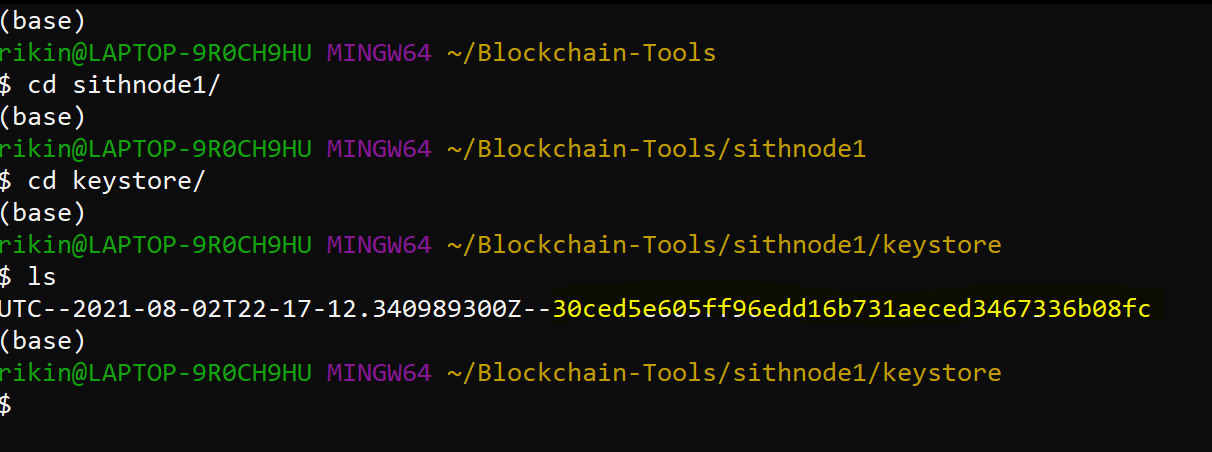 (base)
rikin@LAPTOP-9R0CH9HU MINGW64 ~/Blockchain-Tools
$ cd sithnode1/
(base)
rikin@LAPTOP-9R0CH9HU MINGW64 ~/Blockchain-Tools/sithnode1
$ cd keystore/
(base)
rikin@LAPTOP-9R0CH9HU MINGW64 ~/Blockchain-Tools/sithnode1/keystore
$ ls
UTC--2021-08-02T22-17-12.340989300Z--30ced5e605ff96edd16b731aeced3467336b08fc
(base)
rikin@LAPTOP-9R0CH9HU MINGW64 ~/Blockchain-Tools/sithnode1/keystore
$